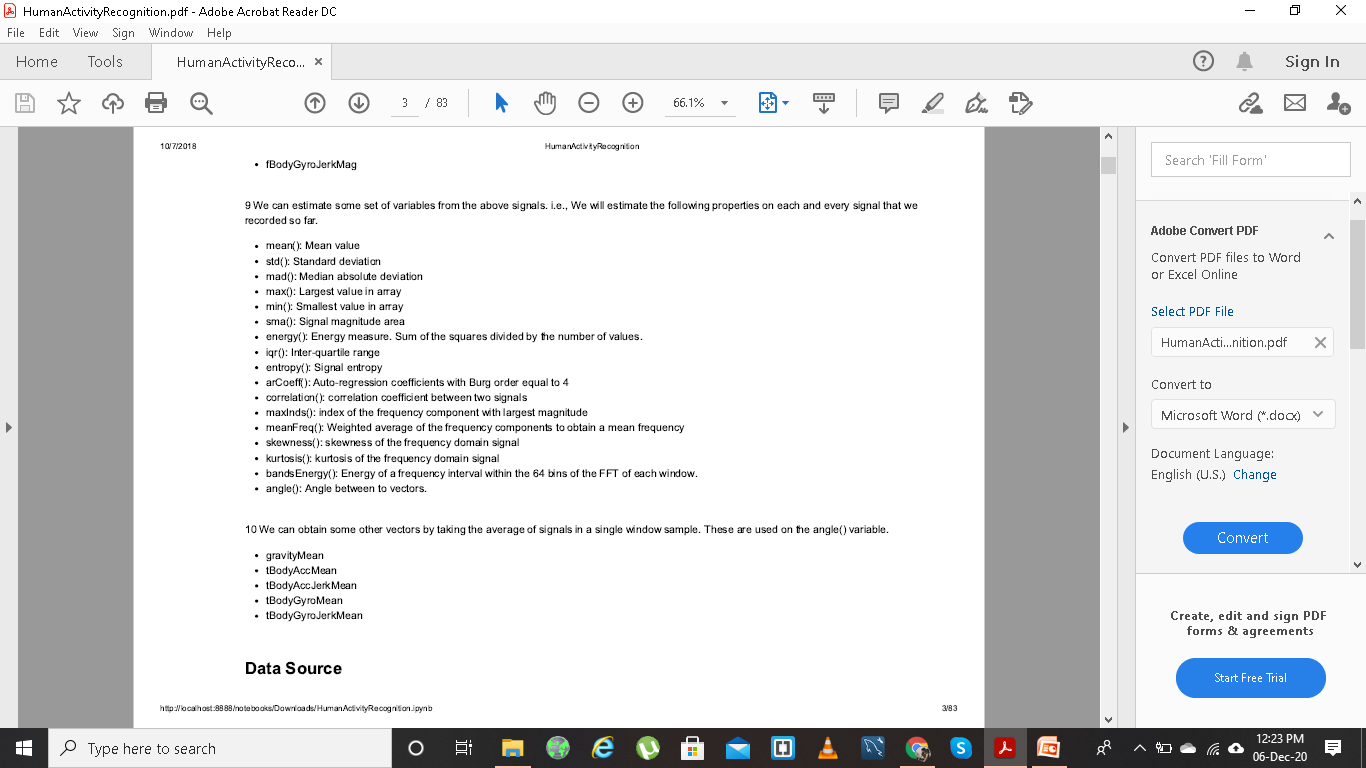 HumanActivityRecognition.pdf - Adobe Acrobat Reader DC
File Edit View Sign Window Help
Home Tools HumanActivityReco... × Sign In
3 / 83 66.1%
10/7/2018 HumanActivityRecognition
• fBodyGyroJerkMag
9 We can estimate some set of variables from the above signals. i.e., We will estimate the following properties on each and every signal that we
recorded so far.
• mean(): Mean value
• std(): Standard deviation
• mad(): Median absolute deviation
• max(): Largest value in array
• min(): Smallest value in array
• sma(): Signal magnitude area
• energy(): Energy measure. Sum of the squares divided by the number of values.
• iqr(): Inter-quartile range
• entropy(): Signal entropy
• arCoeff(): Auto-regression coefficients with Burg order equal to 4
• correlation(): correlation coefficient between two signals
• maxInds(): index of the frequency component with largest magnitude
• meanFreq(): Weighted average of the frequency components to obtain a mean frequency
• skewness(): skewness of the frequency domain signal
• kurtosis(): kurtosis of the frequency domain signal
• bandsEnergy(): Energy of a frequency interval within the 64 bins of the FFT of each window.
• angle(): Angle between to vectors.
10 We can obtain some other vectors by taking the average of signals in a single window sample. These are used on the angle() variable.
• gravityMean
• tBodyAccMean
• tBodyAccJerkMean
• tBodyGyroMean
• tBodyGyroJerkMean
Data Source
http://localhost:8888/notebooks/Downloads/HumanActivityRecognition.ipynb 3/83
Search 'Fill Form'
Adobe Convert PDF
Convert PDF files to Word
or Excel Online
Select PDF File
HumanActi...nition.pdf
Convert to
Microsoft Word (*.docx)
Document Language:
English (U.S.) Change
Convert
Create, edit and sign PDF
forms & agreements
Start Free Trial
Type here to search
12:23 PM
06-Dec-20